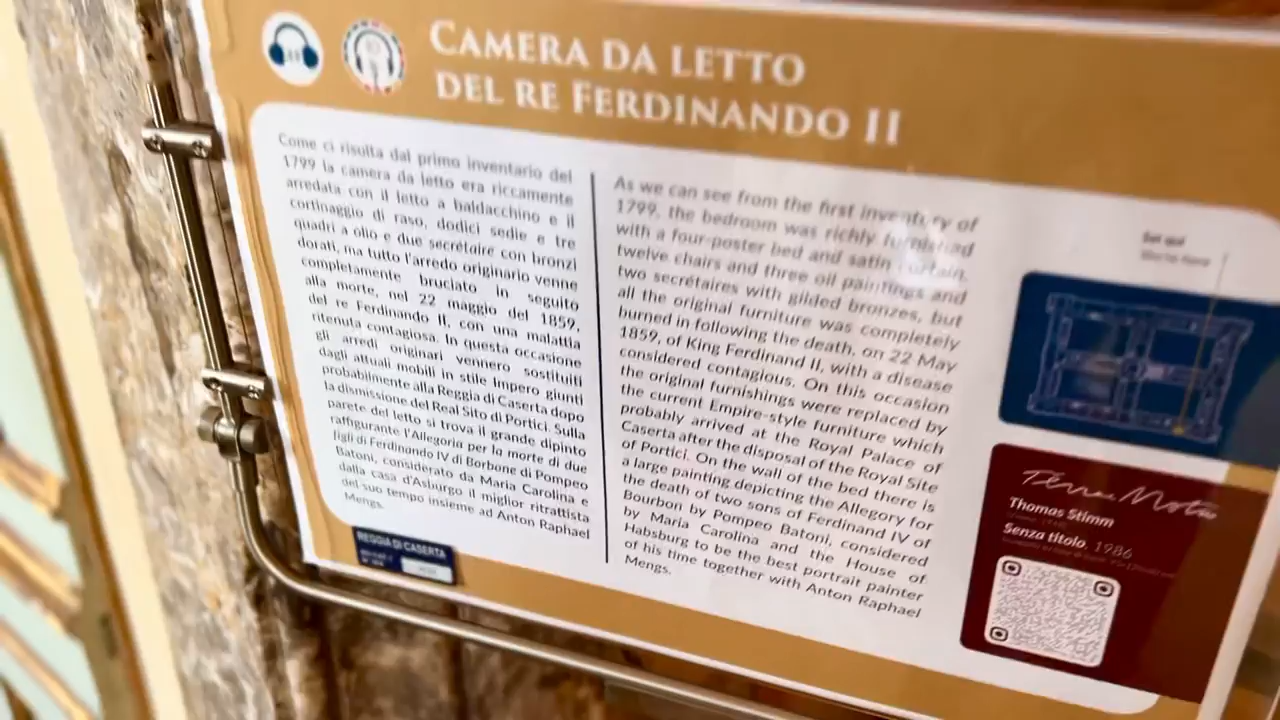 CAMERA DA LETTO
DEL RE FERDINANDO II
Come ci risulta dal primo inventario del
1799 la camera da letto era riccamente
arredata con il letto a baldacchino e il
cortinaggio di raso, dodici sedie e tre
quadri a olio e due secrétaire con bronzi
dorati, ma tutto l'arredo originario venne
completamente bruciato in seguito
alla morte, nel 22 maggio del 1859,
del re Ferdinando II, con una malattia
ritenuta contagiosa. In questa occasione
gli arredi originari vennero sostituiti
dagli attuali mobili in stile Impero giunti
probabilmente alla Reggia di Caserta dopo
la dismissione del Real Sito di Portici. Sulla
parete del letto si trova il grande dipinto
raffigurante l'Allegoria per la morte di due
figli di Ferdinando IV di Borbone di Pompeo
Batoni, considerato da Maria Carolina e
dalla casa d'Asburgo il miglior ritrattista
del suo tempo insieme ad Anton Raphael
Mengs.
As we can see from the first inventory of
1799, the bedroom was richly furnished
with a four-poster bed and satin curtain,
twelve chairs and three oil paintings and
two secrétaires with gilded bronzes, but
all the original furniture was completely
burned in following the death, on 22 May
1859, of King Ferdinand II, with a disease
considered contagious. On this occasion
the original furnishings were replaced by
the current Empire-style furniture which
probably arrived at the Royal Palace of
Caserta after the disposal of the Royal Site
of Portici. On the wall of the bed there is
a large painting depicting the Allegory for
the death of two sons of Ferdinand IV of
Bourbon by Pompeo Batoni, considered
by Maria Carolina and the House of
Habsburg to be the best portrait painter
of his time together with Anton Raphael
Mengs.
Sei qui
REGGIA DI CASERTA
Terrae Motus
Thomas Stimm
Senza titolo, 1986